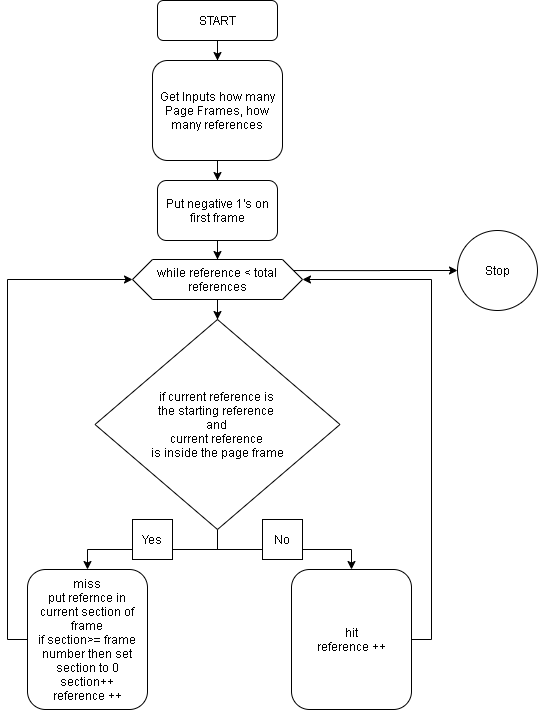 START
Get Inputs how many
Page Frames, how
many references
Put negative 1's on
first frame
while reference < total
references
Stop
if current reference is
the starting reference
and
current reference
is inside the page frame
Yes
No
miss
put refernce in
current section of
frame
if section>= frame
number then set
section to 0
section++
reference ++
hit
reference ++